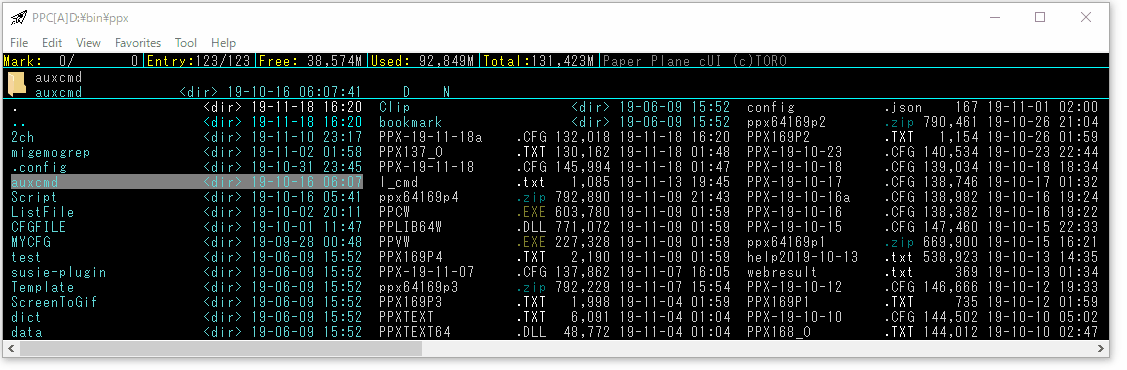 PPC[A]D:¥bin¥ppx
File Edit View Favorites Tool Help
Mark: 0/ 0|Entry:123/123|Free: 38,574M|Used: 92,849M|Total:131,423M|Paper Plane cUI (c)TORO
auxcmd
auxcmd <dir> 19-10-16 06:07:41 D N
. <dir> 19-11-18 16:20 Clip <dir> 19-06-09 15:52 config .json 167 19-11-01 02:00
.. <dir> 19-11-18 16:20 bookmark <dir> 19-06-09 15:52 ppx64169p2 .zip 790,461 19-10-26 21:04
2ch <dir> 19-11-10 23:17 PPX-19-11-18a .CFG 132,018 19-11-18 16:20 PPX169P2 .TXT 1,154 19-10-26 01:59
migemogrep <dir> 19-11-02 01:58 PPX137_O .TXT 130,162 19-11-18 01:48 PPX-19-10-23 .CFG 140,534 19-10-23 22:44
.config <dir> 19-10-31 23:45 PPX-19-11-18 .CFG 145,994 19-11-18 01:47 PPX-19-10-18 .CFG 139,034 19-10-18 18:34
auxcmd <dir> 19-10-16 06:07 l_cmd .txt 1,085 19-11-13 19:45 PPX-19-10-17 .CFG 138,746 19-10-17 01:32
Script <dir> 19-10-16 05:41 ppx64169p4 .zip 792,890 19-11-09 21:43 PPX-19-10-16a .CFG 138,982 19-10-16 19:24
ListFile <dir> 19-10-02 20:11 PPCW .EXE 603,780 19-11-09 01:59 PPX-19-10-16 .CFG 138,962 19-10-16 19:22
CFGFILE <dir> 19-10-01 11:47 PPLIB64W .DLL 771,072 19-11-09 01:59 PPX-19-10-15 .CFG 147,460 19-10-15 22:33
MYCFG <dir> 19-09-28 00:48 PPVW .EXE 227,328 19-11-09 01:59 ppx64169p1 .zip 669,900 19-10-15 16:21
test <dir> 19-06-09 15:52 PPX169P4 .TXT 2,190 19-11-09 01:59 help2019-10-13 .txt 538,923 19-10-13 14:35
susie-plugin <dir> 19-06-09 15:52 PPX-19-11-07 .CFG 137,862 19-11-07 16:05 webresult .txt 369 19-10-13 01:34
Template <dir> 19-06-09 15:52 ppx64169p3 .zip 792,229 19-11-07 15:54 PPX-19-10-12 .CFG 146,666 19-10-12 19:33
ScreenToGif <dir> 19-06-09 15:52 PPX169P3 .TXT 1,998 19-11-04 01:59 PPX169P1 .TXT 735 19-10-12 01:59
dict <dir> 19-06-09 15:52 PPXTEXT .TXT 6,091 19-11-04 01:04 PPX-19-10-10 .CFG 144,502 19-10-10 05:02
data <dir> 19-06-09 15:52 PPXTEXT64 .DLL 48,772 19-11-04 01:04 PPX168_O .TXT 144,012 19-10-10 02:47